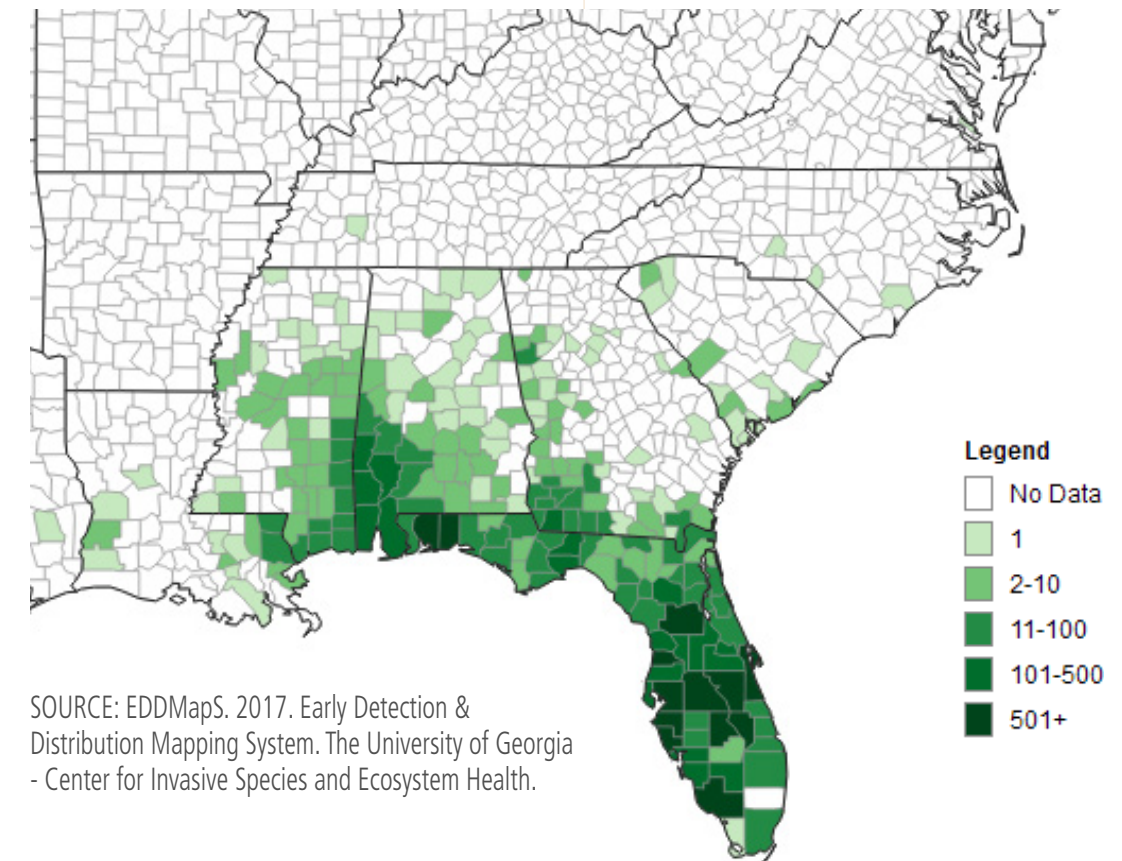 Legend
No Data
1
2-10
11-100
101-500
501+
SOURCE: EDDMapS. 2017. Early Detection &
Distribution Mapping System. The University of Georgia
- Center for Invasive Species and Ecosystem Health.